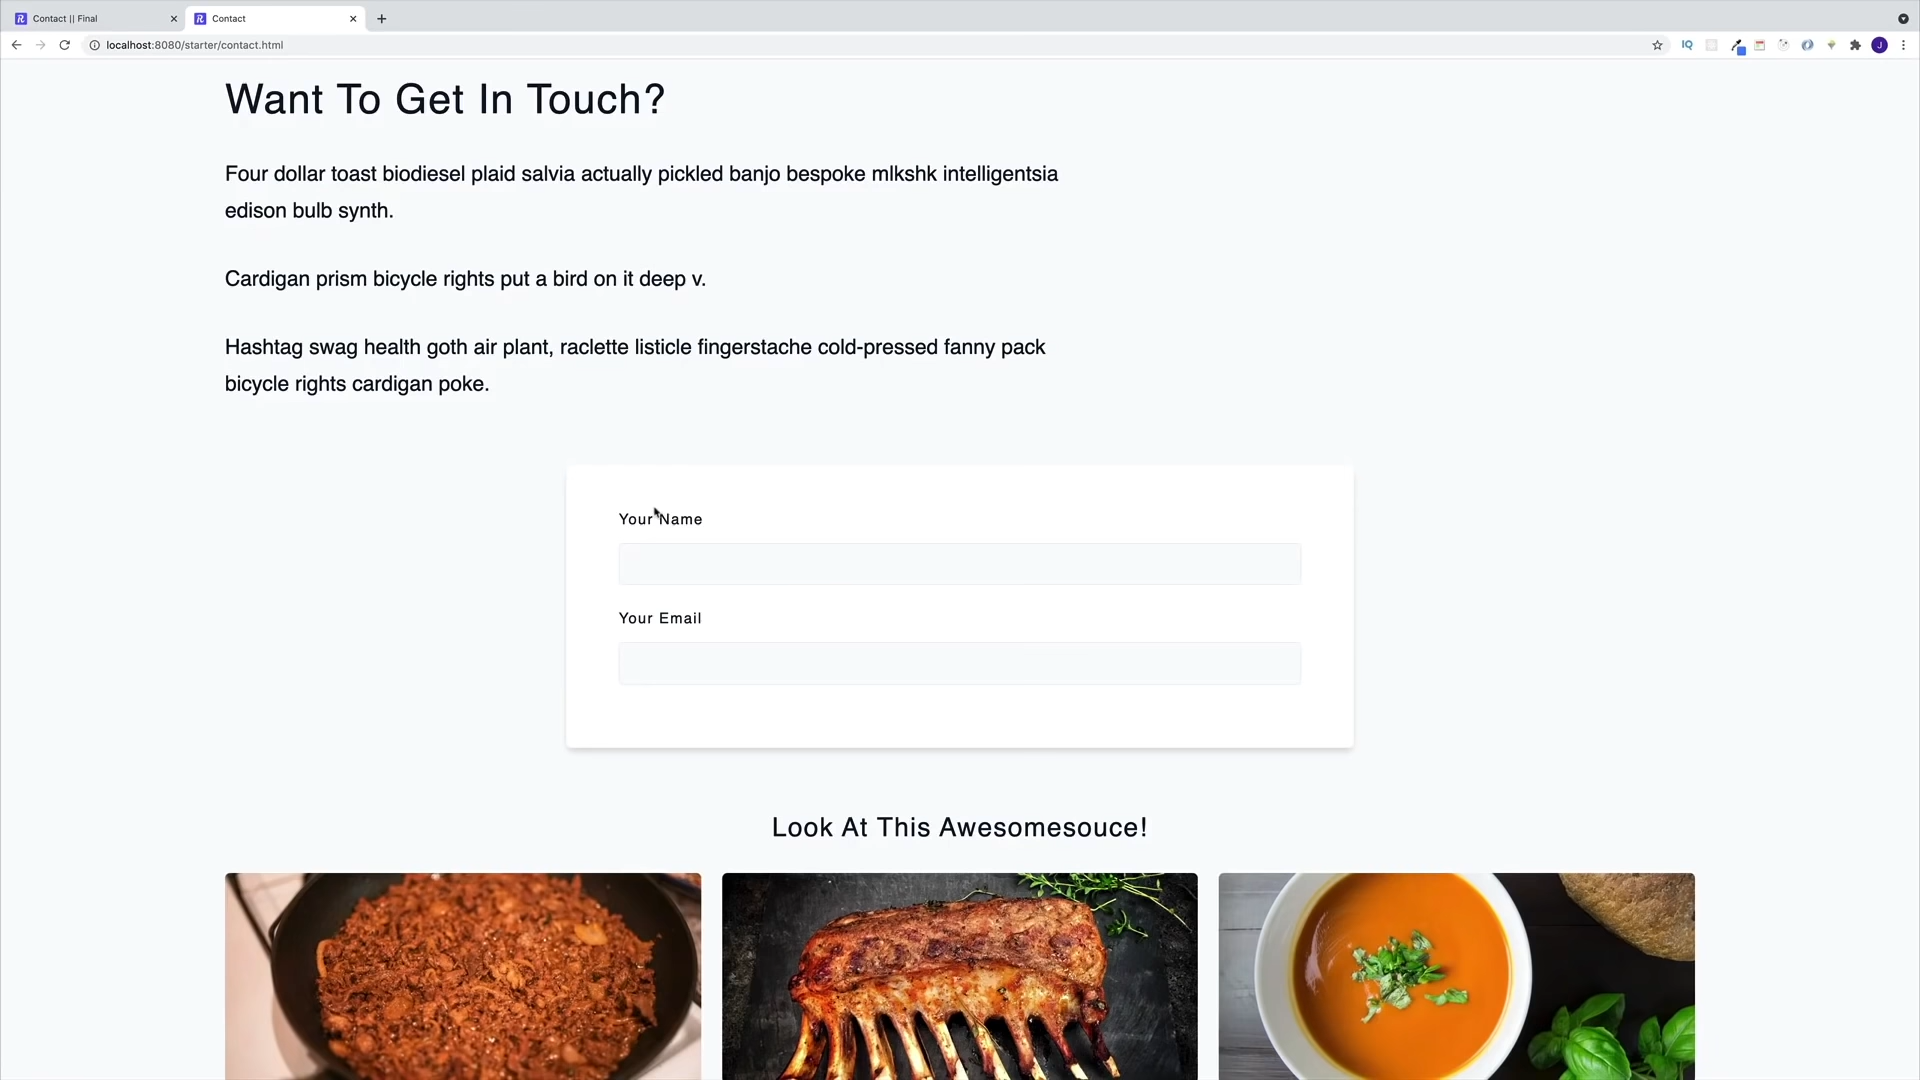 Contact || Final
Contact
localhost:8080/starter/contact.html
IQ
J
Want To Get In Touch?
Four dollar toast biodiesel plaid salvia actually pickled banjo bespoke mlkshk intelligentsia
edison bulb synth.
Cardigan prism bicycle rights put a bird on it deep v.
Hashtag swag health goth air plant, raclette listicle fingerstache cold-pressed fanny pack
bicycle rights cardigan poke.
Your Name
Your Email
Look At This Awesomesouce!